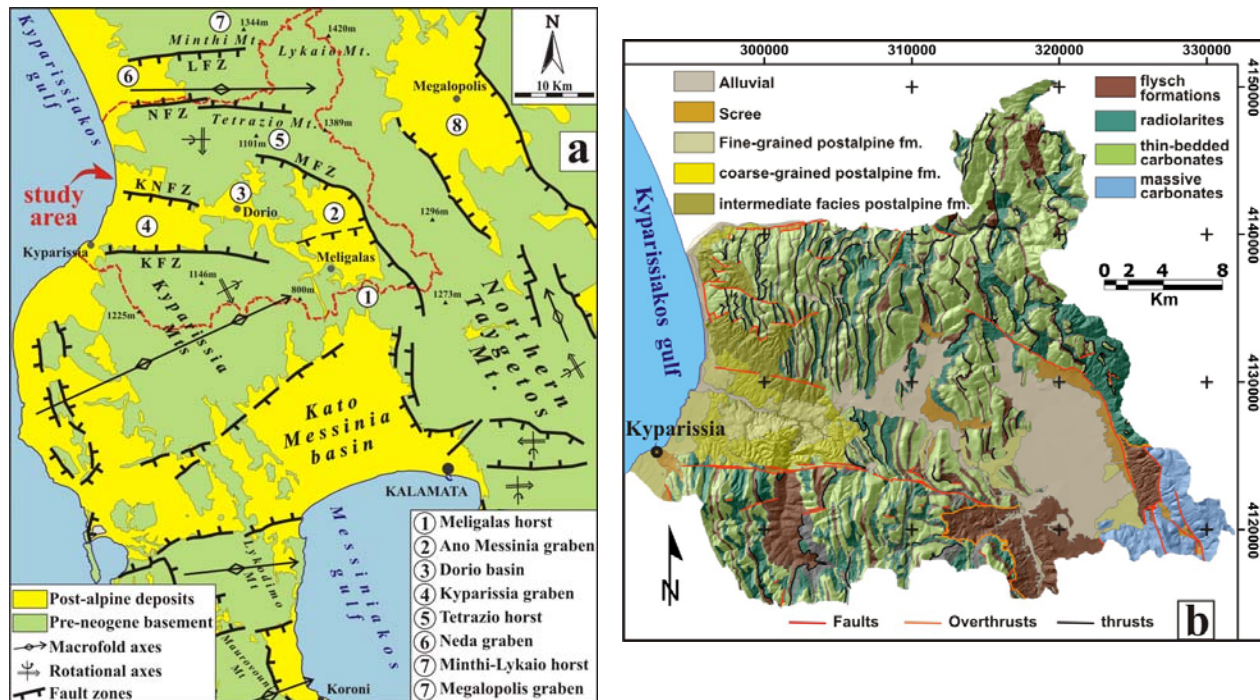 Kyparissiakos gulf
7
1344m
Minthi Mt.
LFZ
1420m
Lykaio Mt.
N
10 Km
6
NFZ
Tetrazio Mt.
1389m
5
1101m
MFZ
Megalopolis
8
a
study
area
KNFZ
3
Dorio
2
4
Kyparissia
KFZ
1296m
Meligalas
1146m
800m
1
1273m
1225m
Kyparissia
Mts
Northern
Taygetos
Mt.
Kato
Messinia
basin
KALAMATA
Messiniakos
gulf
Lykodimo
Mt
Koroni
Post-alpine deposits
Pre-neogene basement
Macrofold axes
Rotational axes
Fault zones
1 Meligalas horst
2 Ano Messinia graben
3 Dorio basin
4 Kyparissia graben
5 Tetrazio horst
6 Neda graben
7 Minthi-Lykaio horst
7 Megalopolis graben
300000 310000 320000 330000
4150000
4140000
4130000
4120000
Alluvial
Scree
Fine-grained postalpine fm.
coarse-grained postalpine fm.
intermediate facies postalpine fm.
flysch
formations
radiolarites
thin-bedded
carbonates
massive
carbonates
0 2 4 8
Km
Kyparissiakos gulf
Kyparissia
N
Faults Overthrusts thrusts
b